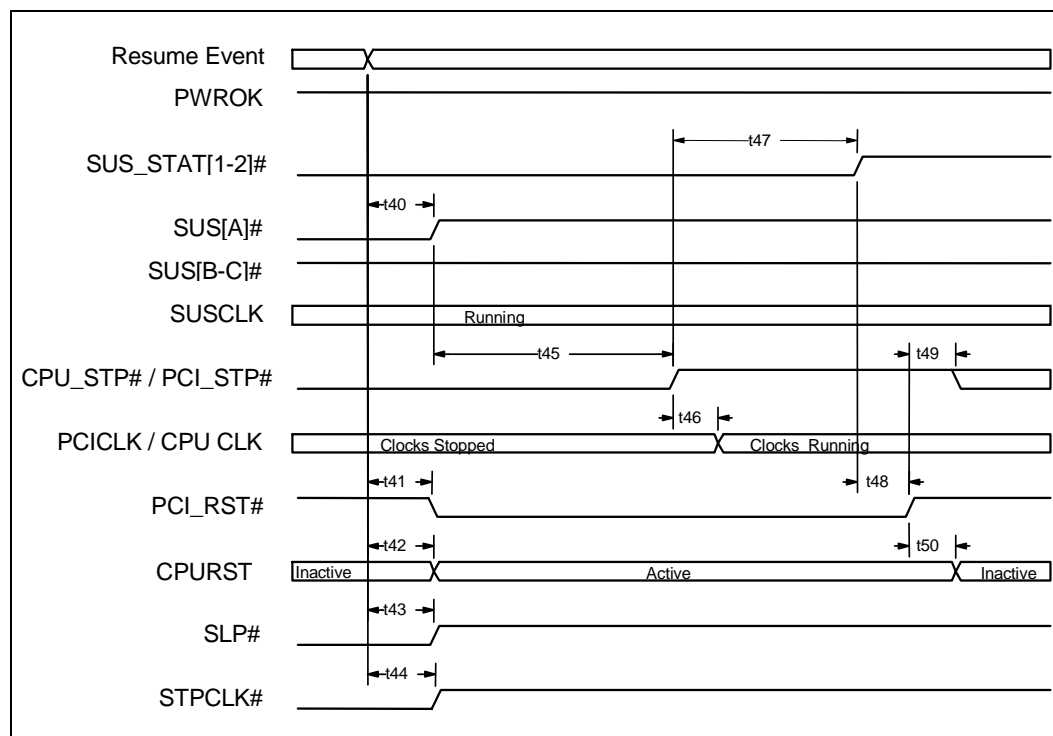 Resume Event
PWROK
t47
SUS_STAT[1-2]#
t40
SUS[A]#
SUS[B-C]#
SUSCLK
Running
t45
t49
CPU_STP# / PCI_STP#
t46
PCICLK / CPU CLK
Clocks Stopped
Clocks Running
t41
t48
PCI_RST#
t42
t50
CPURST
Inactive
Active
Inactive
t43
SLP#
t44
STPCLK#